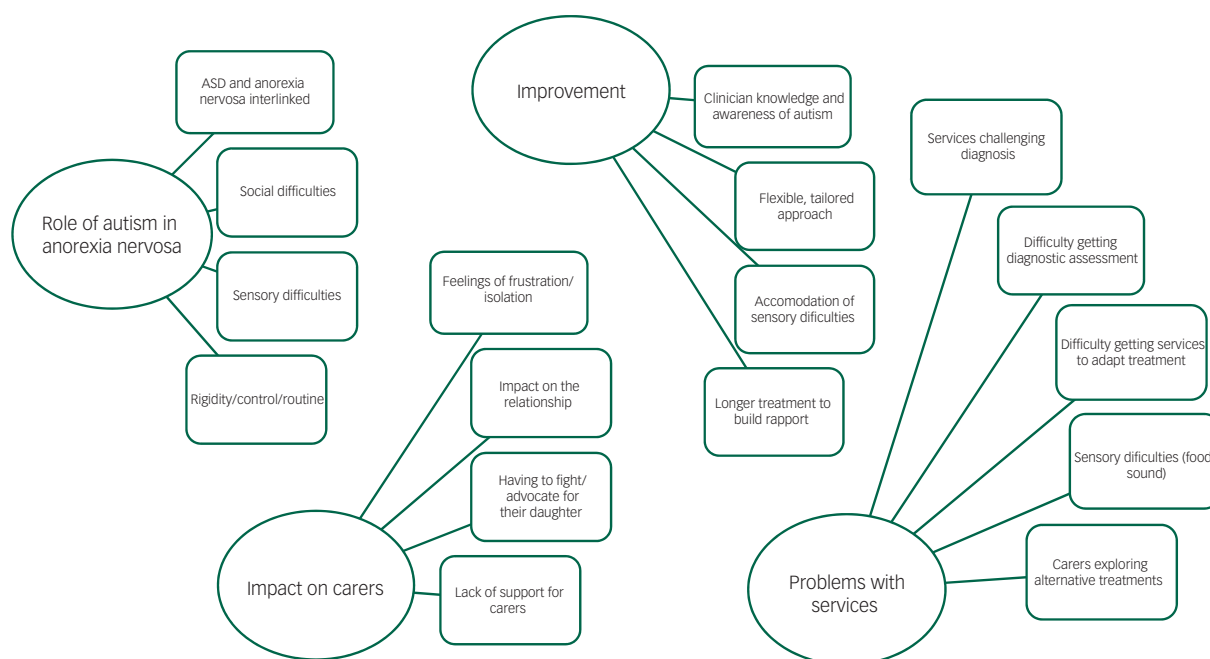 Role of autism in
anorexia nervosa
ASD and anorexia
nervosa interlinked
Social difficulties
Sensory difficulties
Rigidity/control/routine
Improvement
Clinician knowledge and
awareness of autism
Flexible, tailored
approach
Accomodation of
sensory dificulties
Longer treatment to
build rapport
Impact on carers
Feelings of frustration/
isolation
Impact on the
relationship
Having to fight/
advocate for
their daughter
Lack of support for
carers
Problems with
services
Services challenging
diagnosis
Difficulty getting
diagnostic assessment
Difficulty getting services
to adapt treatment
Sensory dificulties (food
sound)
Carers exploring
alternative treatments